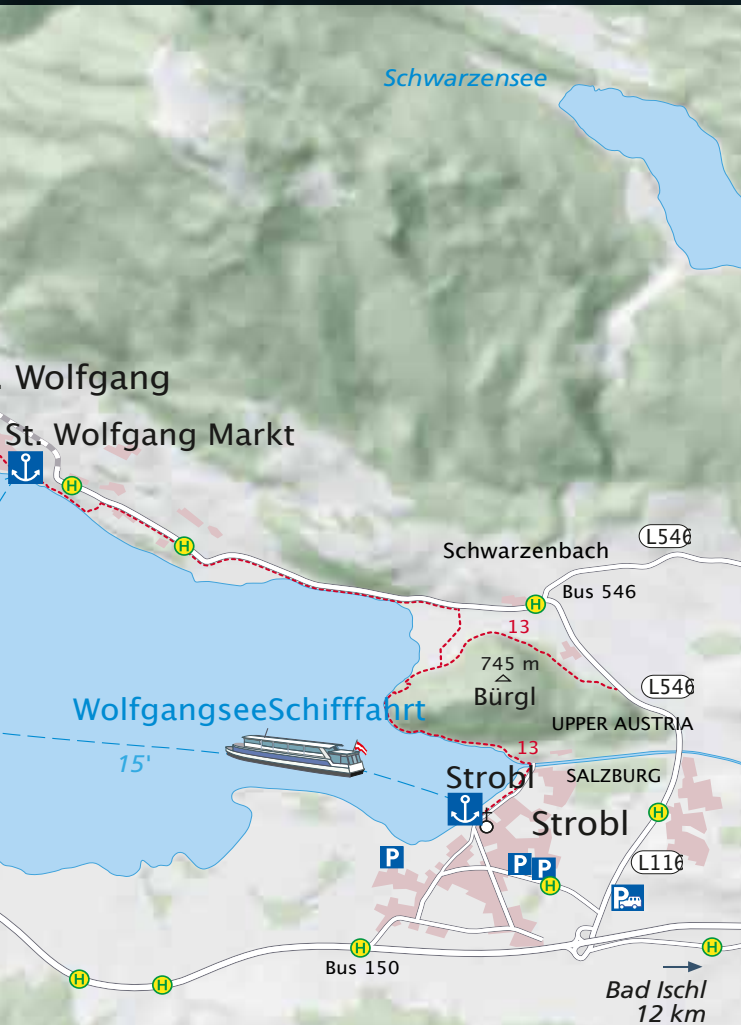 Schwarzensee
. Wolfgang
St. Wolfgang Markt
H
H
L546
Schwarzenbach
Bus 546
H
13
745 m
Bürgl
L546
WolfgangseeSchifffahrt
UPPER AUSTRIA
13
15'
Strobl
SALZBURG
Strobl
H
P
P
P
L116
H
P
H
H
Bus 150
H
H
Bad Ischl
12 km